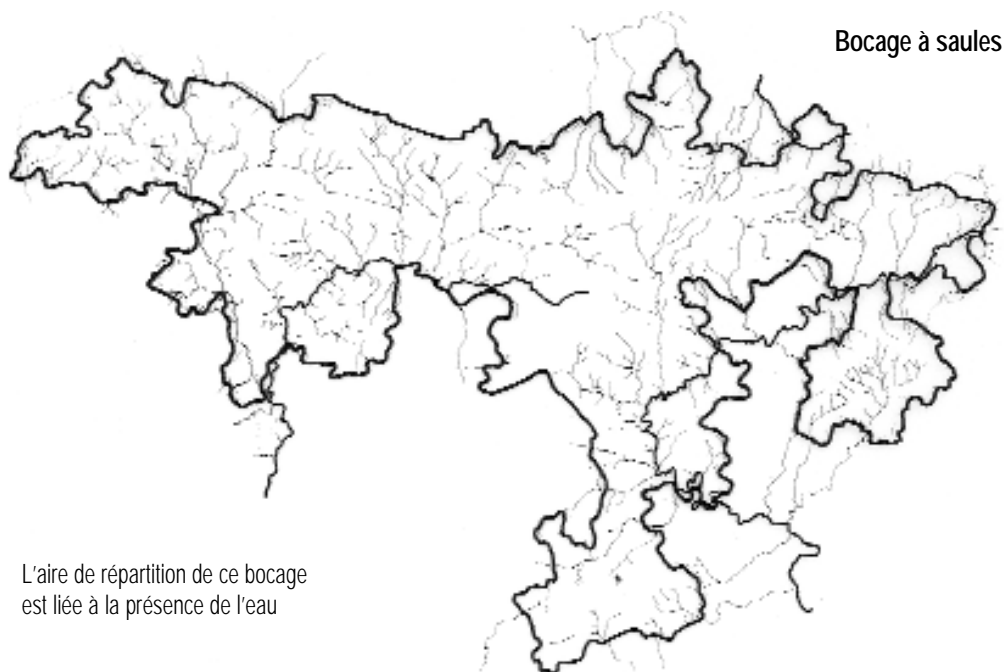 Bocage à saules
L'aire de répartition de ce bocage
est liée à la présence de l'eau